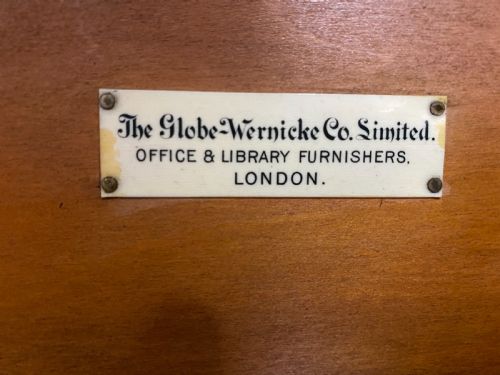 The Globe-Wernicke Co. Limited.
OFFICE & LIBRARY FURNISHERS,
LONDON.